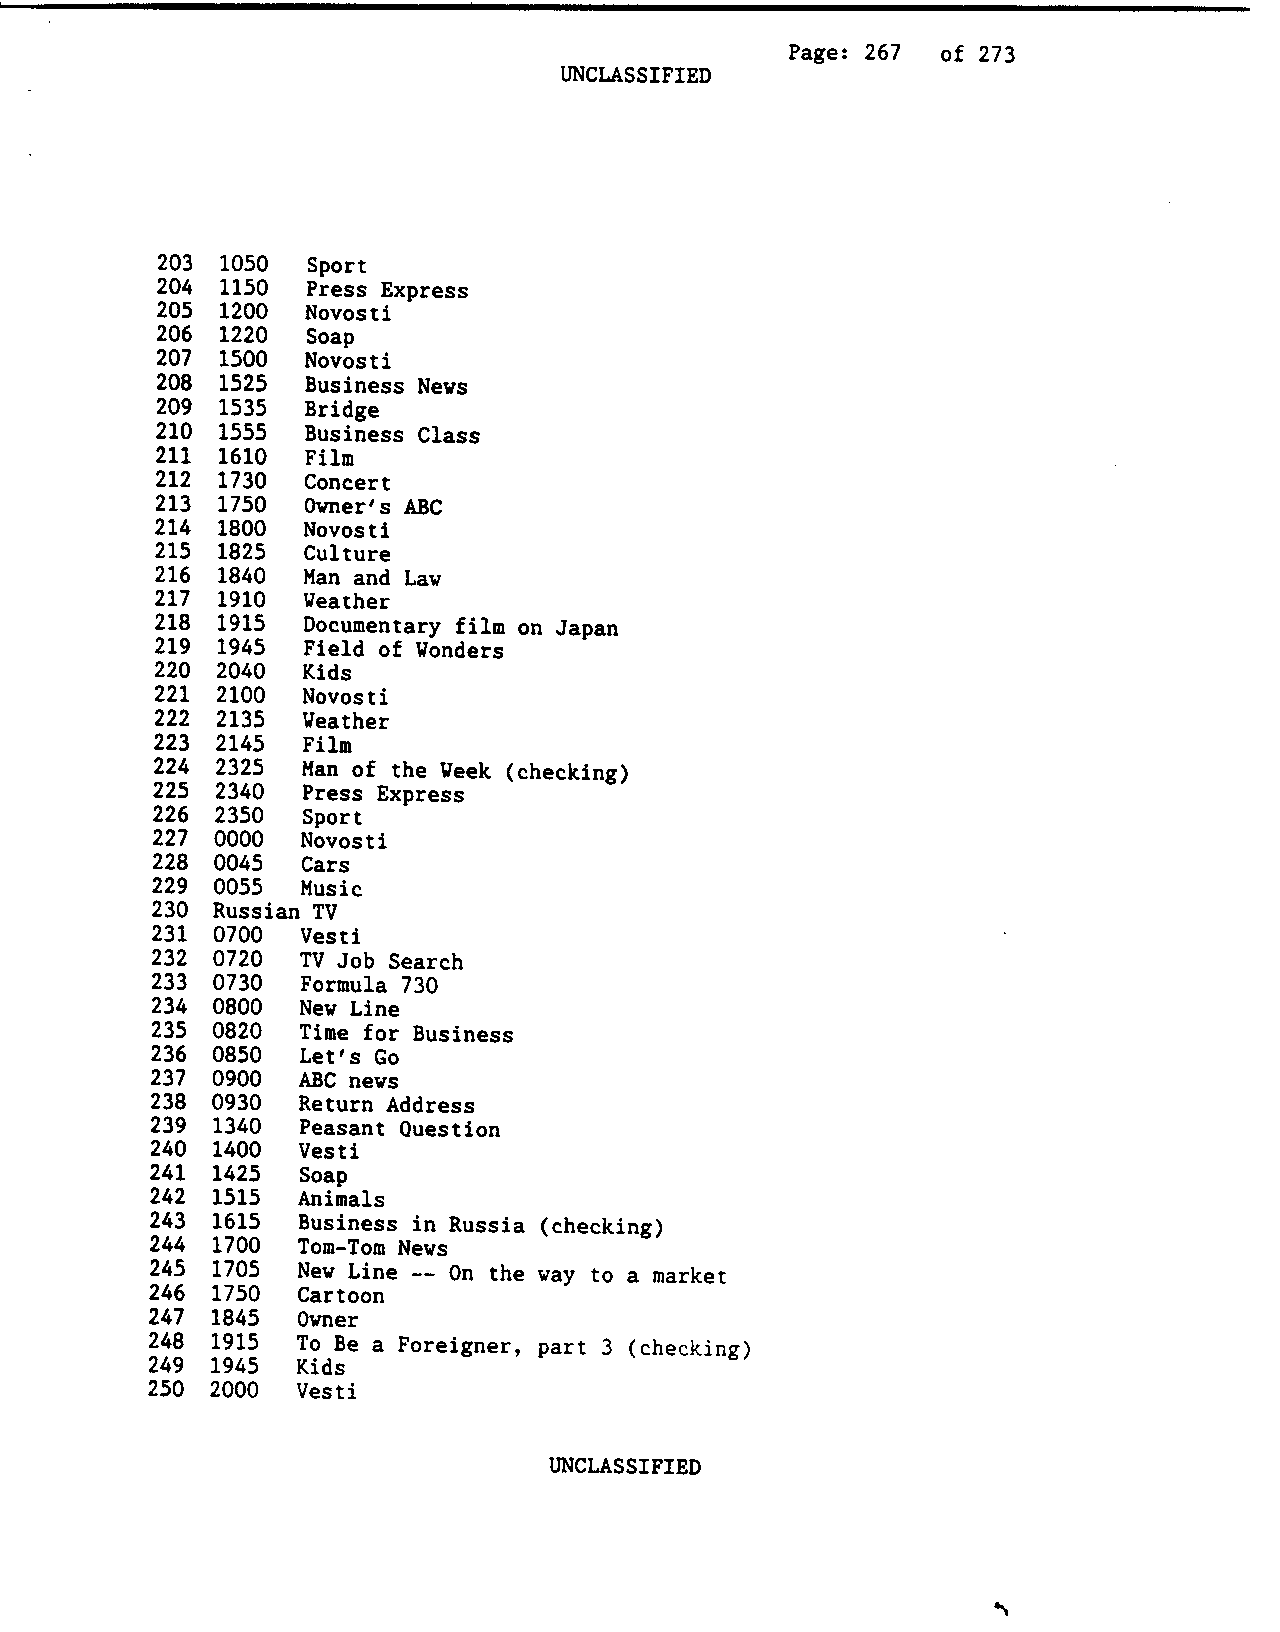 Page: 267 of 273
UNCLASSIFIED
203 1050 Sport
204 1150 Press Express
205 1200 Novosti
206 1220 Soap
207 1500 Novosti
208 1525 Business News
209 1535 Bridge
210 1555 Business Class
211 1610 Film
212 1730 Concert
213 1750 Owner's ABC
214 1800 Novosti
215 1825 Culture
216 1840 Man and Law
217 1910 Weather
218 1915 Documentary film on Japan
219 1945 Field of Wonders
220 2040 Kids
221 2100 Novosti
222 2135 Weather
223 2145 Film
224 2325 Man of the Week (checking)
225 2340 Press Express
226 2350 Sport
227 0000 Novosti
228 0045 Cars
229 0055 Music
230 Russian TV
231 0700 Vesti
232 0720 TV Job Search
233 0730 Formula 730
234 0800 New Line
235 0820 Time for Business
236 0850 Let's Go
237 0900 ABC news
238 0930 Return Address
239 1340 Peasant Question
240 1400 Vesti
241 1425 Soap
242 1515 Animals
243 1615 Business in Russia (checking)
244 1700 Tom-Tom News
245 1705 New Line -- On the way to a market
246 1750 Cartoon
247 1845 Owner
248 1915 To Be a Foreigner, part 3 (checking)
249 1945 Kids
250 2000 Vesti
UNCLASSIFIED